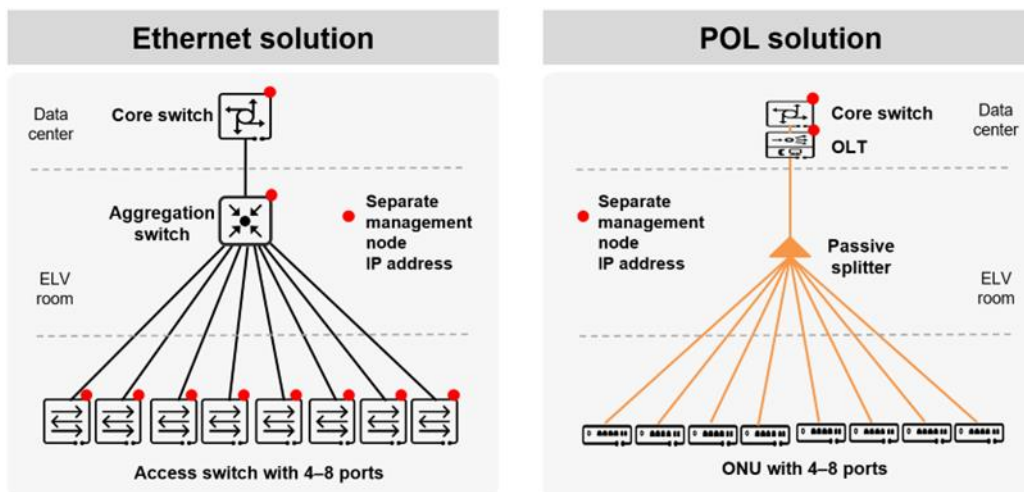 Ethernet solution
Data
center
Core switch
Aggregation
switch
Separate
management
node
IP address
ELV
room
Access switch with 4–8 ports
POL solution
Core switch
OLT
Data
center
Separate
management
node
IP address
Passive
splitter
ELV
room
ONU with 4–8 ports